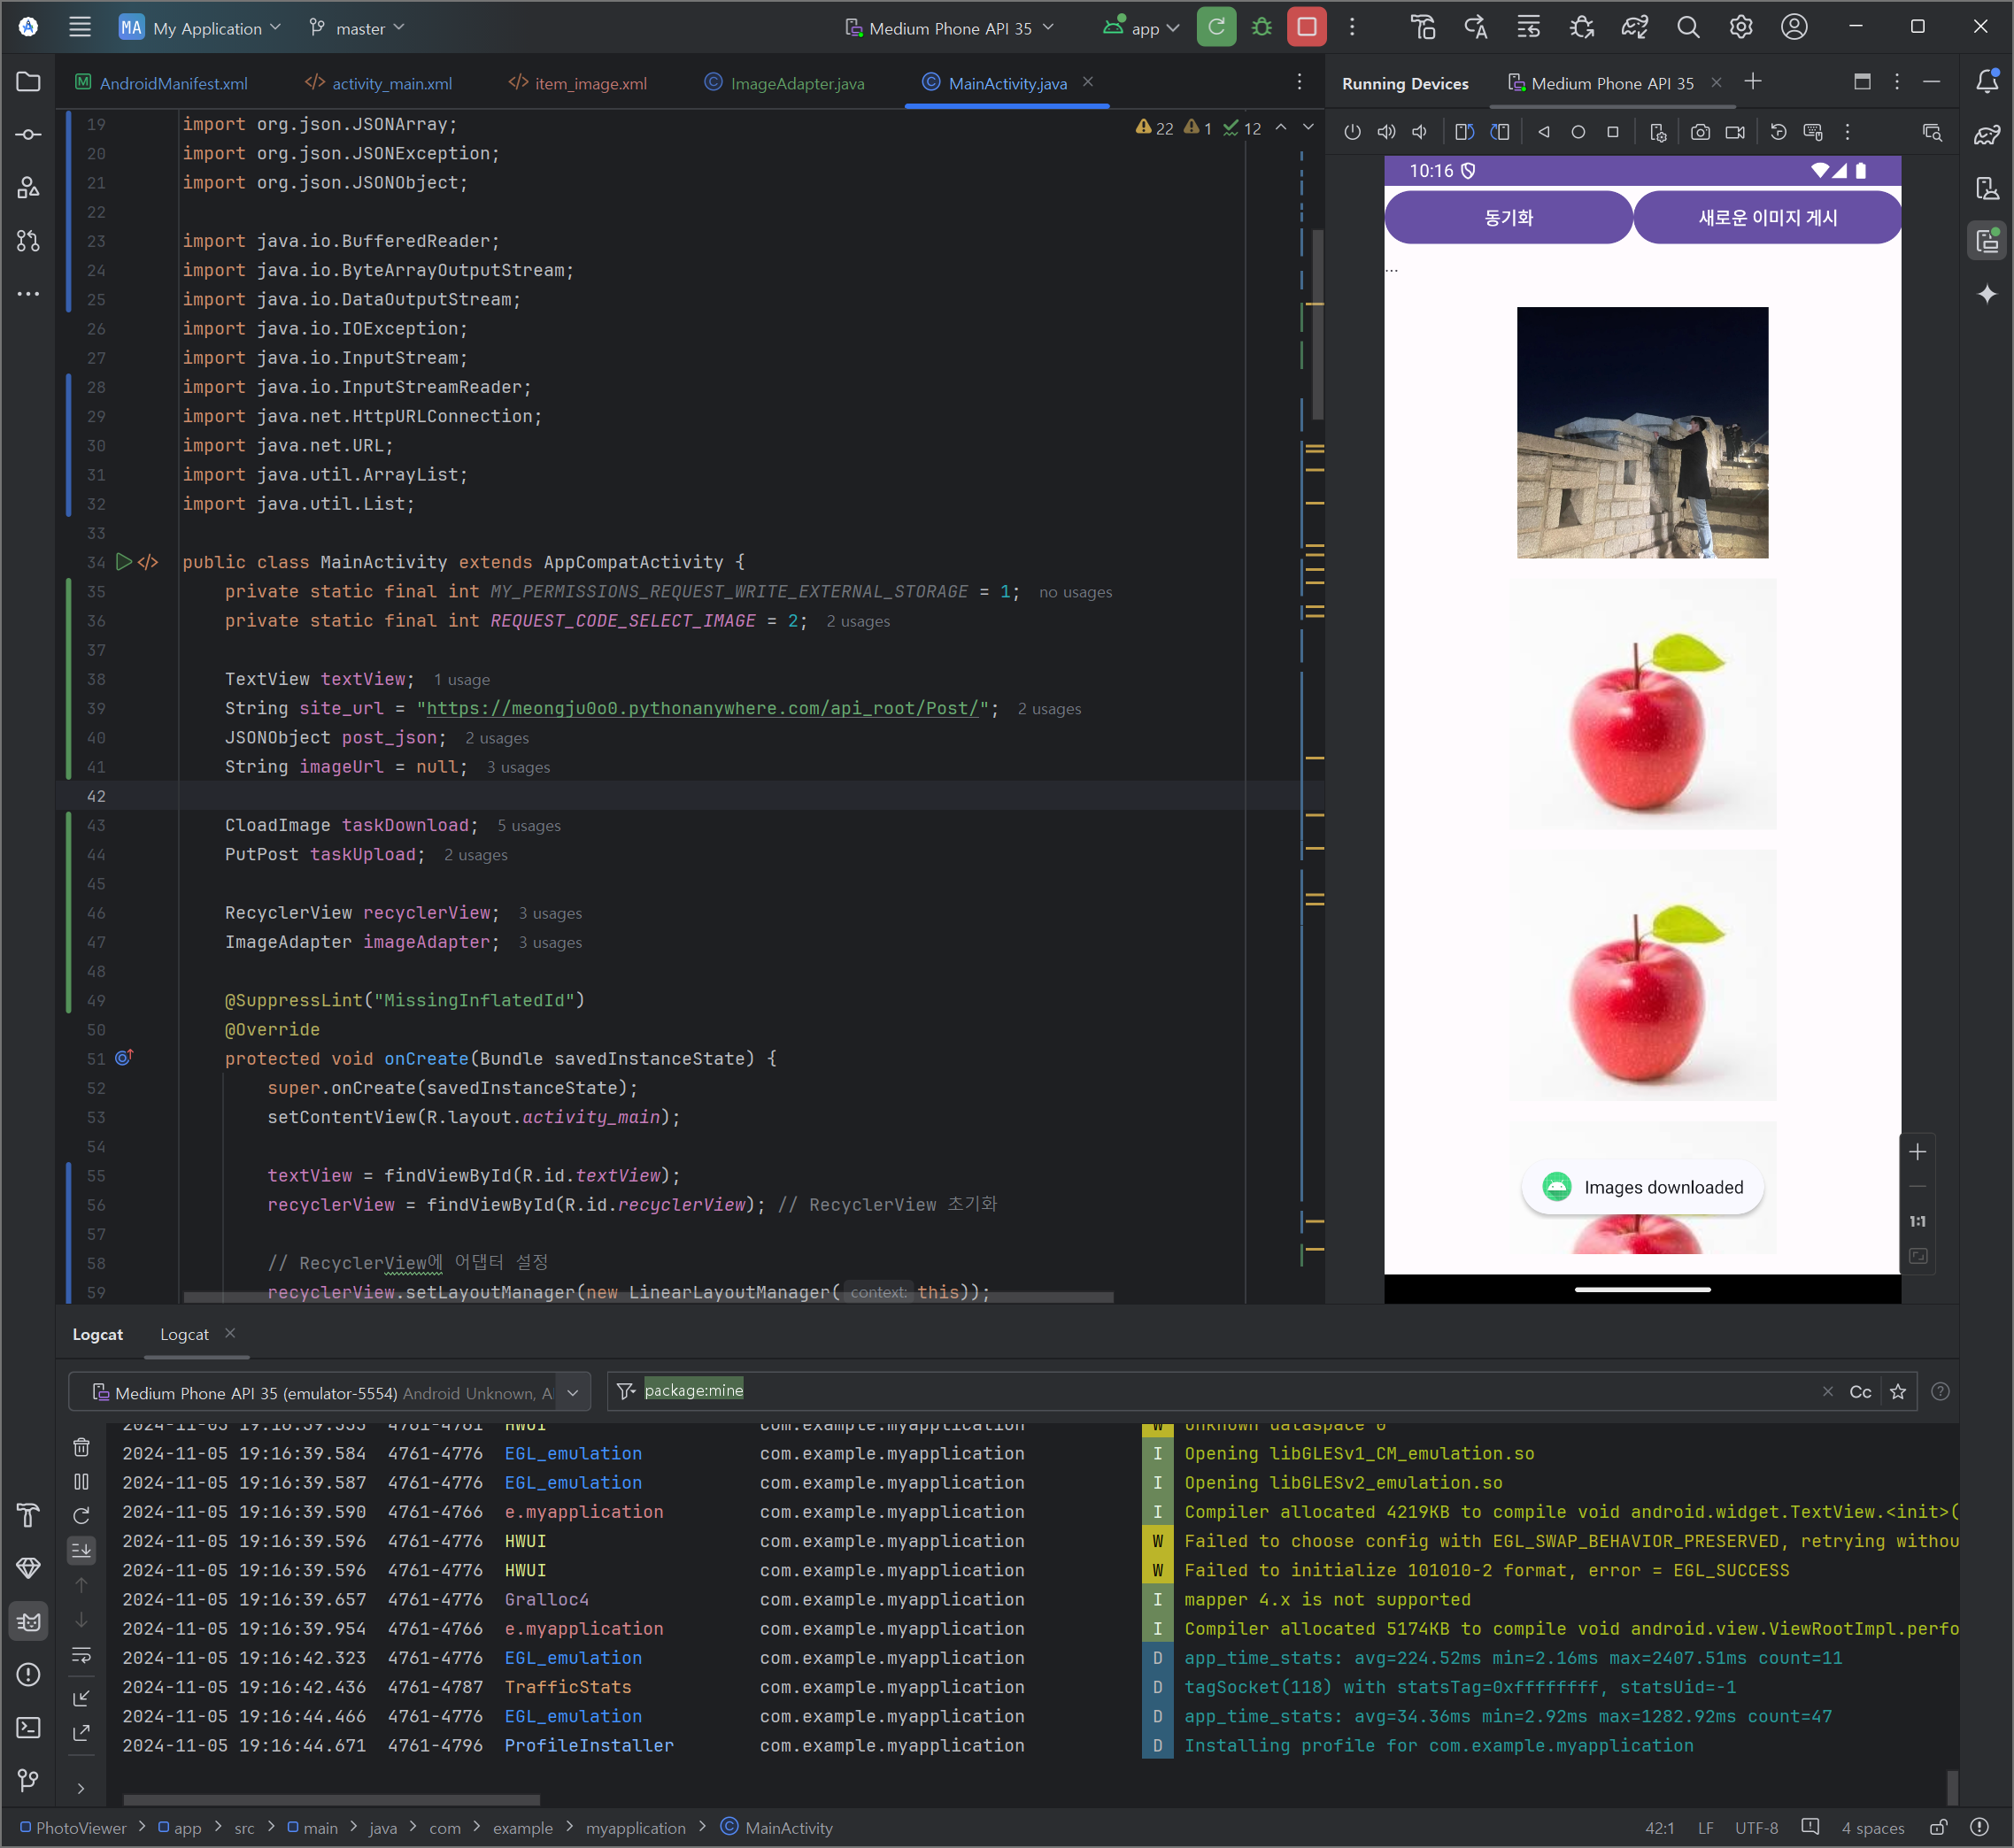 MA My Application master Medium Phone API 35 app
AndroidManifest.xml activity_main.xml item_image.xml ImageAdapter.java MainActivity.java
22 1 12
19 import org.json.JSONArray;
20 import org.json.JSONException;
21 import org.json.JSONObject;
22
23 import java.io.BufferedReader;
24 import java.io.ByteArrayOutputStream;
25 import java.io.DataOutputStream;
26 import java.io.IOException;
27 import java.io.InputStream;
28 import java.io.InputStreamReader;
29 import java.net.HttpURLConnection;
30 import java.net.URL;
31 import java.util.ArrayList;
32 import java.util.List;
33
34 public class MainActivity extends AppCompatActivity {
35 private static final int MY_PERMISSIONS_REQUEST_WRITE_EXTERNAL_STORAGE = 1; no usages
36 private static final int REQUEST_CODE_SELECT_IMAGE = 2; 2 usages
37
38 TextView textView; 1 usage
39 String site_url = "https://meongju0o0.pythonanywhere.com/api_root/Post/"; 2 usages
40 JSONObject post_json; 2 usages
41 String imageUrl = null; 3 usages
42
43 CloadImage taskDownload; 5 usages
44 PutPost taskUpload; 2 usages
45
46 RecyclerView recyclerView; 3 usages
47 ImageAdapter imageAdapter; 3 usages
48
49 @SuppressLint("MissingInflatedId")
50 @Override
51 protected void onCreate(Bundle savedInstanceState) {
52 super.onCreate(savedInstanceState);
53 setContentView(R.layout.activity_main);
54
55 textView = findViewById(R.id.textView);
56 recyclerView = findViewById(R.id.recyclerView); // RecyclerView 초기화
57
58 // RecyclerView에 어댑터 설정
59 recyclerView.setLayoutManager(new LinearLayoutManager( context: this));
Running Devices Medium Phone API 35
10:16
동기화 새로운 이미지 게시
...
Images downloaded
1:1
Logcat Logcat
Medium Phone API 35 (emulator-5554) Android Unknown, A
package:mine
Cc
2024-11-05 19:16:39.553 4761-4761 HWUI com.example.myapplication W Unknown dataspace 0
2024-11-05 19:16:39.584 4761-4776 EGL_emulation com.example.myapplication I Opening libGLESv1_CM_emulation.so
2024-11-05 19:16:39.587 4761-4776 EGL_emulation com.example.myapplication I Opening libGLESv2_emulation.so
2024-11-05 19:16:39.590 4761-4766 e.myapplication com.example.myapplication I Compiler allocated 4219KB to compile void android.widget.TextView.<init>(
2024-11-05 19:16:39.596 4761-4776 HWUI com.example.myapplication W Failed to choose config with EGL_SWAP_BEHAVIOR_PRESERVED, retrying withou
2024-11-05 19:16:39.596 4761-4776 HWUI com.example.myapplication W Failed to initialize 101010-2 format, error = EGL_SUCCESS
2024-11-05 19:16:39.657 4761-4776 Gralloc4 com.example.myapplication I mapper 4.x is not supported
2024-11-05 19:16:39.954 4761-4766 e.myapplication com.example.myapplication I Compiler allocated 5174KB to compile void android.view.ViewRootImpl.perfo
2024-11-05 19:16:42.323 4761-4776 EGL_emulation com.example.myapplication D app_time_stats: avg=224.52ms min=2.16ms max=2407.51ms count=11
2024-11-05 19:16:42.436 4761-4787 TrafficStats com.example.myapplication D tagSocket(118) with statsTag=0xffffffff, statsUid=-1
2024-11-05 19:16:44.466 4761-4776 EGL_emulation com.example.myapplication D app_time_stats: avg=34.36ms min=2.92ms max=1282.92ms count=47
2024-11-05 19:16:44.671 4761-4796 ProfileInstaller com.example.myapplication D Installing profile for com.example.myapplication
PhotoViewer > app > src > main > java > com > example > myapplication > MainActivity 42:1 LF UTF-8 4 spaces